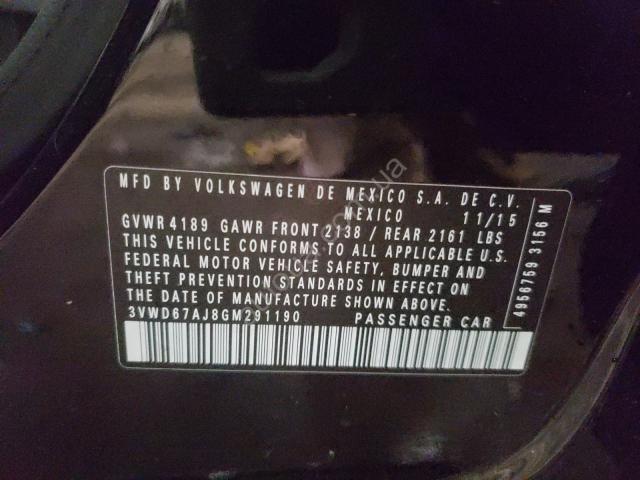 MFD BY VOLKSWAGEN DE MEXICO S.A. DE C.V.
MEXICO 11/15
GVWR 4189 GAWR FRONT 2138 / REAR 2161 LBS
THIS VEHICLE CONFORMS TO ALL APPLICABLE U.S.
FEDERAL MOTOR VEHICLE SAFETY, BUMPER AND
THEFT PREVENTION STANDARDS IN EFFECT ON
THE DATE OF MANUFACTURE SHOWN ABOVE.
3VWD67AJ8GM291190 PASSENGER CAR
4956759 3156 M